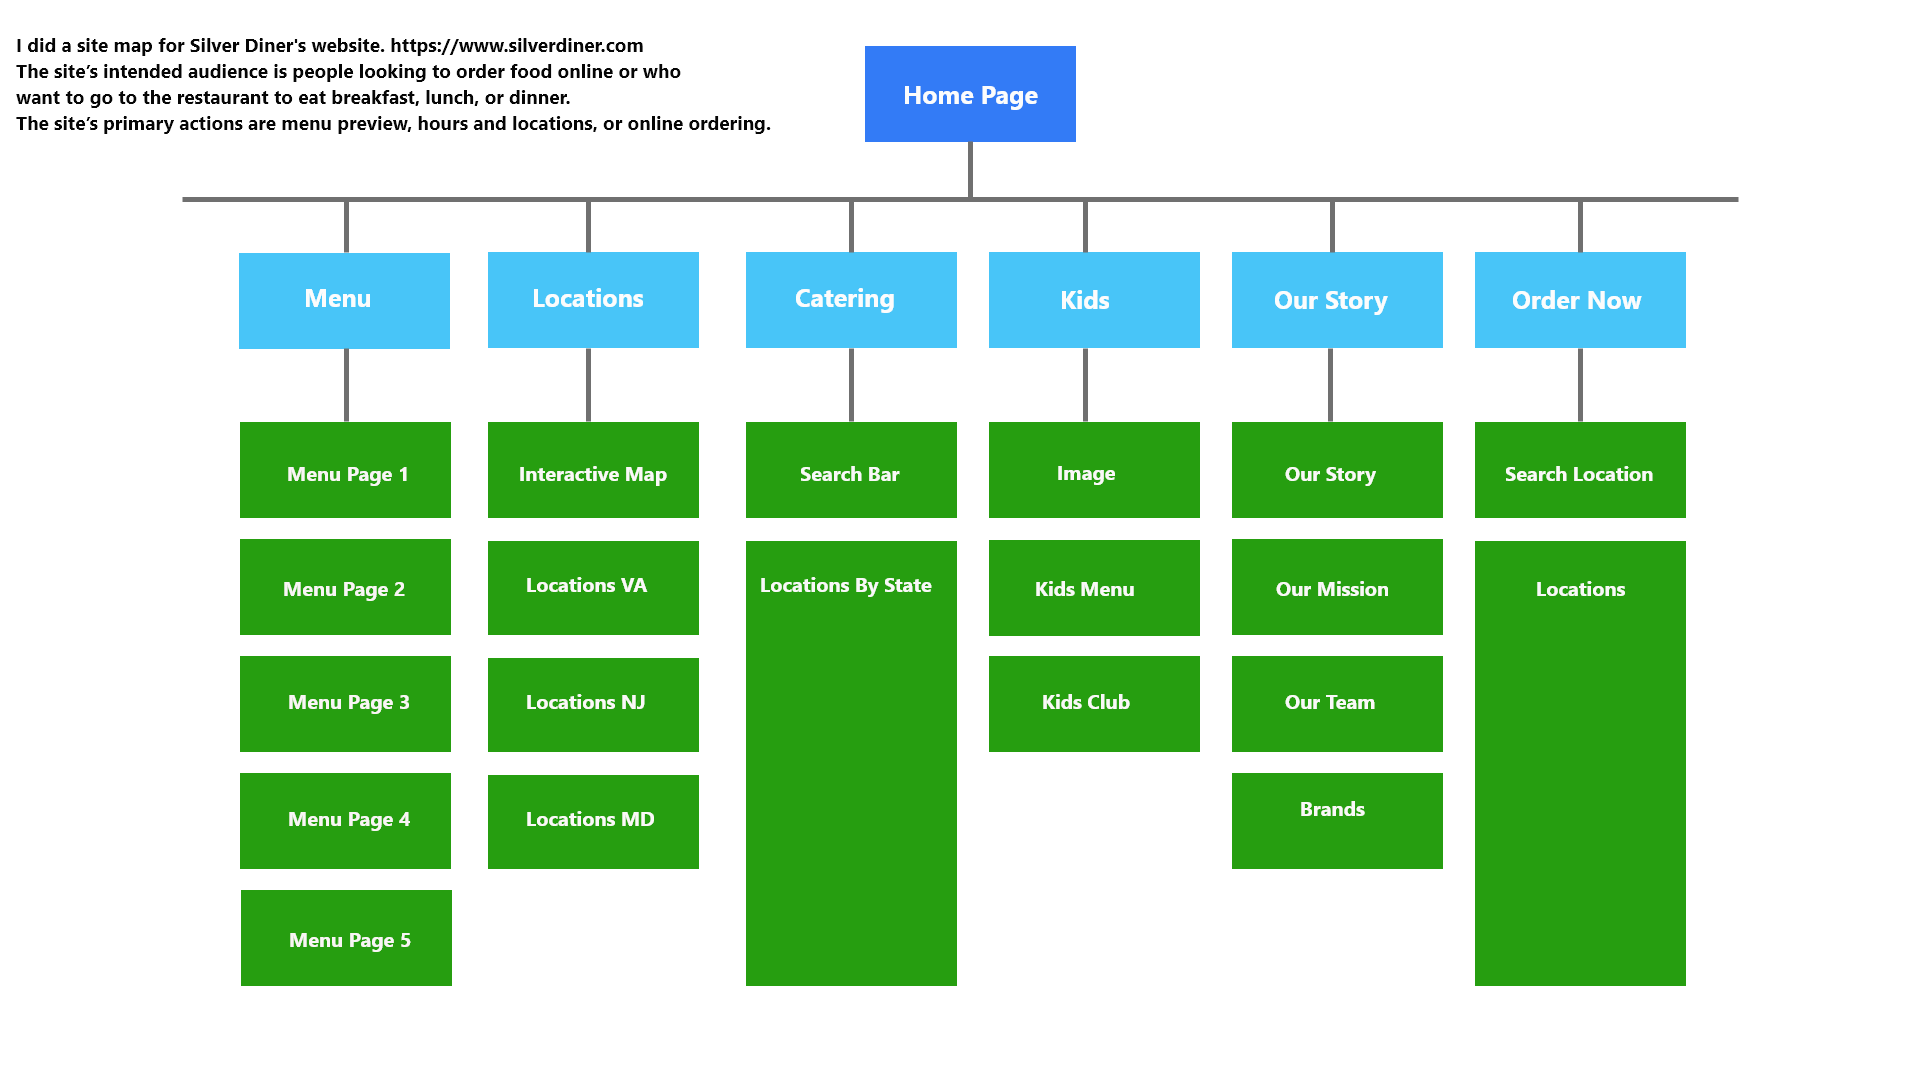 I did a site map for Silver Diner's website. https://www.silverdiner.com
The site’s intended audience is people looking to order food online or who
want to go to the restaurant to eat breakfast, lunch, or dinner.
The site’s primary actions are menu preview, hours and locations, or online ordering.
Home Page
Menu
Locations
Catering
Kids
Our Story
Order Now
Menu Page 1
Menu Page 2
Menu Page 3
Menu Page 4
Menu Page 5
Interactive Map
Locations VA
Locations NJ
Locations MD
Search Bar
Locations By State
Image
Kids Menu
Kids Club
Our Story
Our Mission
Our Team
Brands
Search Location
Locations